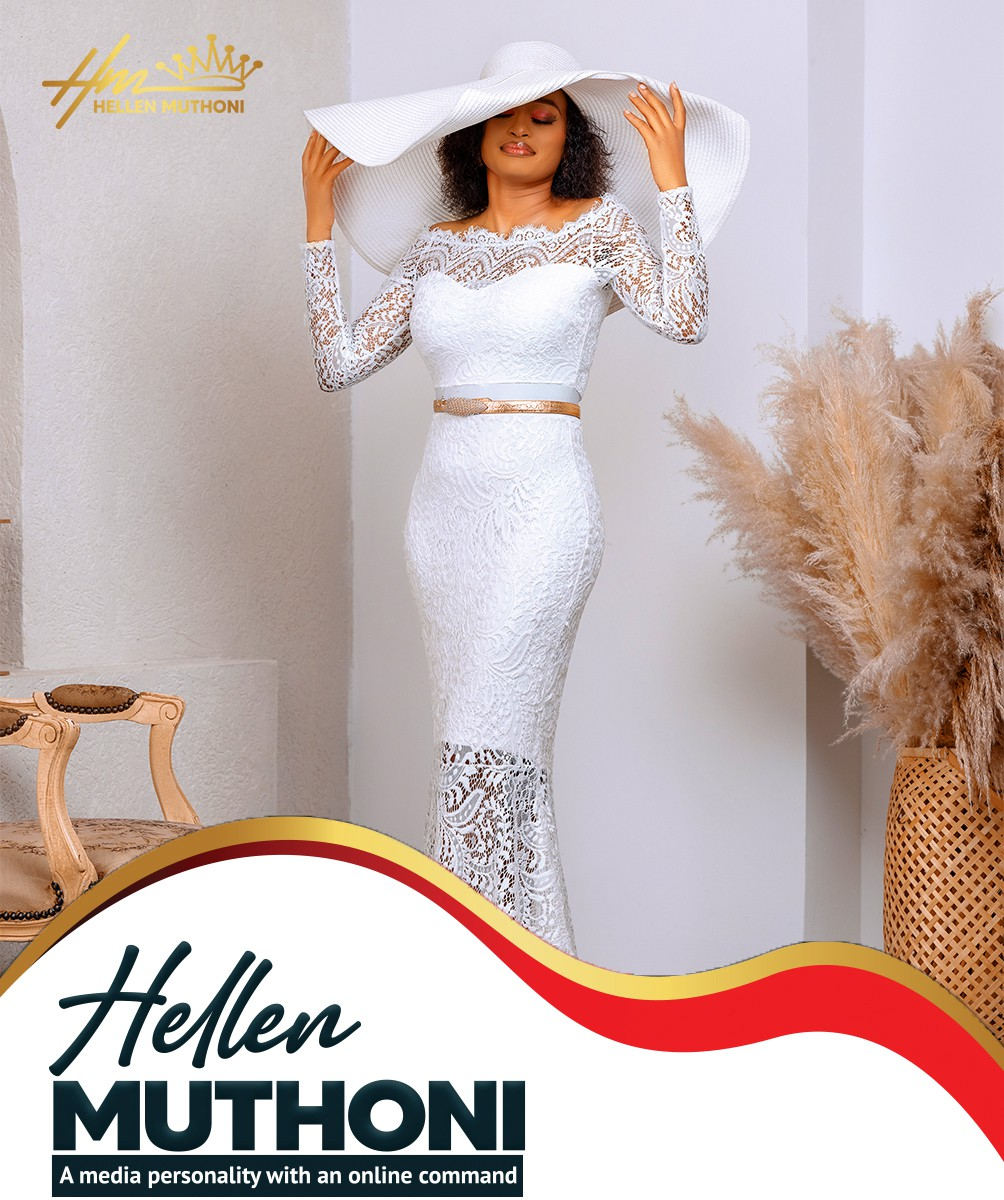 Hm
HELLEN MUTHONI
Hellen
MUTHONI
A media personality with an online command